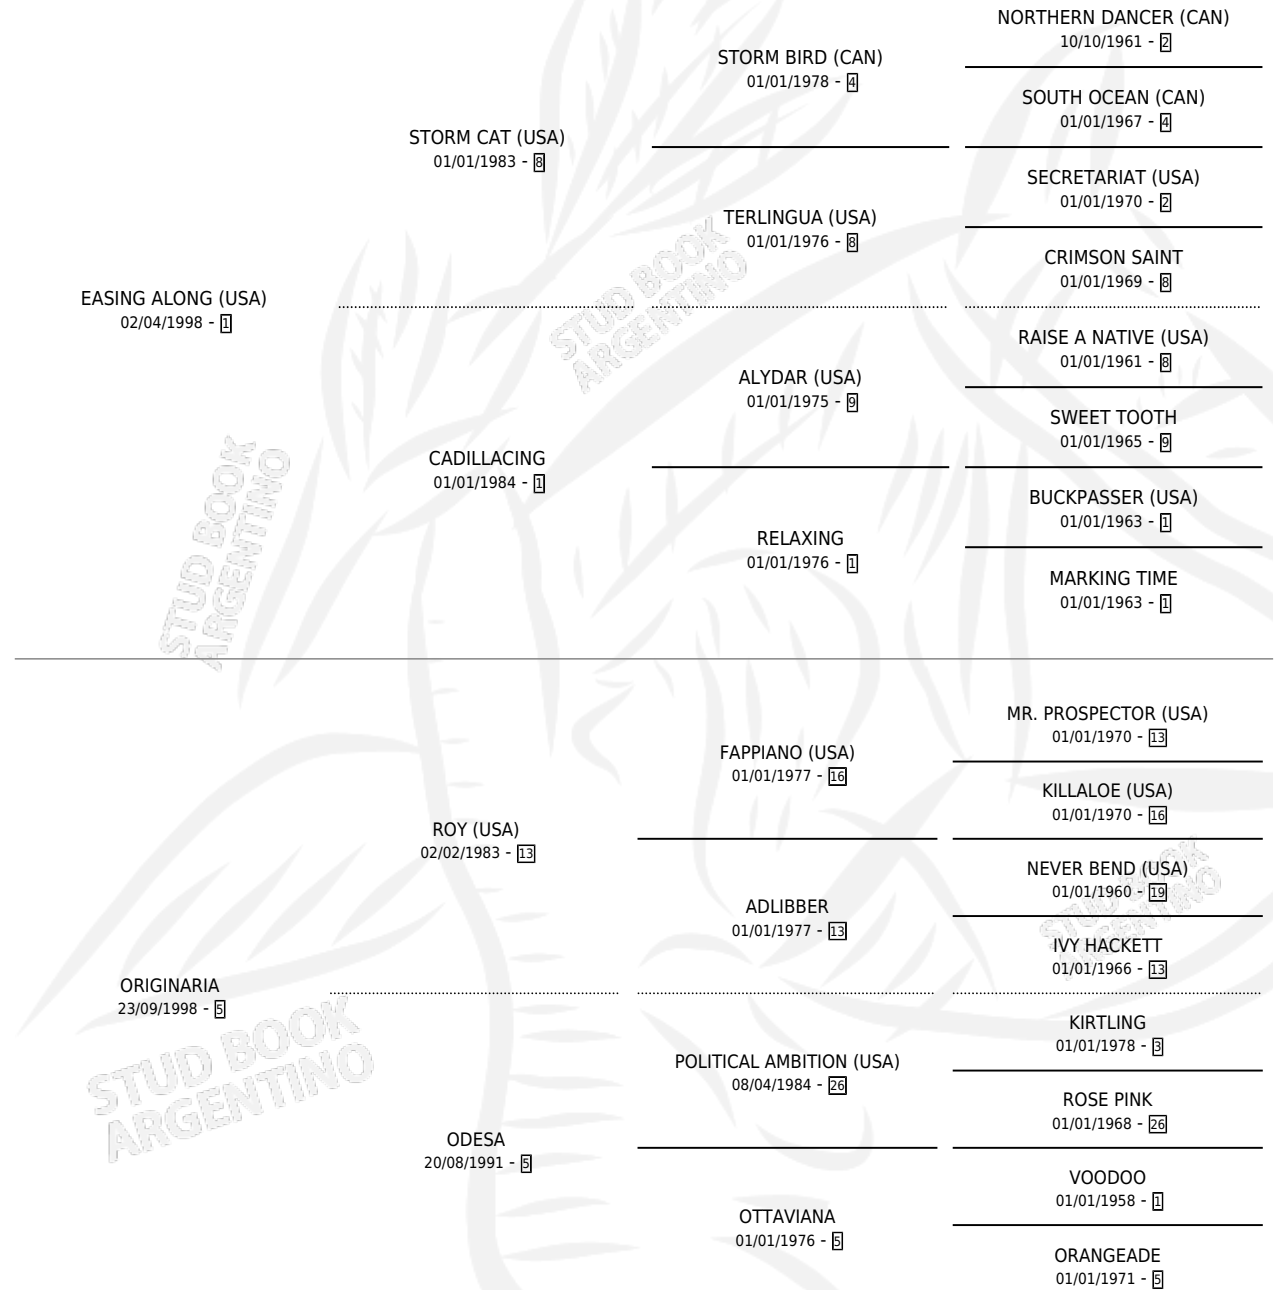 NORTHERN DANCER (CAN)
10/10/1961 - 2
STORM BIRD (CAN)
01/01/1978 - 4
SOUTH OCEAN (CAN)
01/01/1967 - 4
STORM CAT (USA)
01/01/1983 - 8
SECRETARIAT (USA)
01/01/1970 - 2
TERLINGUA (USA)
01/01/1976 - 8
CRIMSON SAINT
01/01/1969 - 8
EASING ALONG (USA)
02/04/1998 - 1
STUD BOOK
ARGENTINO
RAISE A NATIVE (USA)
01/01/1961 - 8
ALYDAR (USA)
01/01/1975 - 9
SWEET TOOTH
01/01/1965 - 9
CADILLACING
01/01/1984 - 1
BUCKPASSER (USA)
01/01/1963 - 1
RELAXING
01/01/1976 - 1
MARKING TIME
01/01/1963 - 1
STUD BOOK
ARGENTINO
MR. PROSPECTOR (USA)
01/01/1970 - 13
FAPPIANO (USA)
01/01/1977 - 16
KILLALOE (USA)
01/01/1970 - 16
ROY (USA)
02/02/1983 - 13
NEVER BEND (USA)
01/01/1960 - 19
ADLIBBER
01/01/1977 - 13
STUD BOOK
ARGENTINO
IVY HACKETT
01/01/1966 - 13
ORIGINARIA
23/09/1998 - 5
STUD BOOK
ARGENTINO
KIRTLING
01/01/1978 - 3
POLITICAL AMBITION (USA)
08/04/1984 - 26
ROSE PINK
01/01/1968 - 26
ODESA
20/08/1991 - 5
VOODOO
01/01/1958 - 1
OTTAVIANA
01/01/1976 - 5
ORANGEADE
01/01/1971 - 5